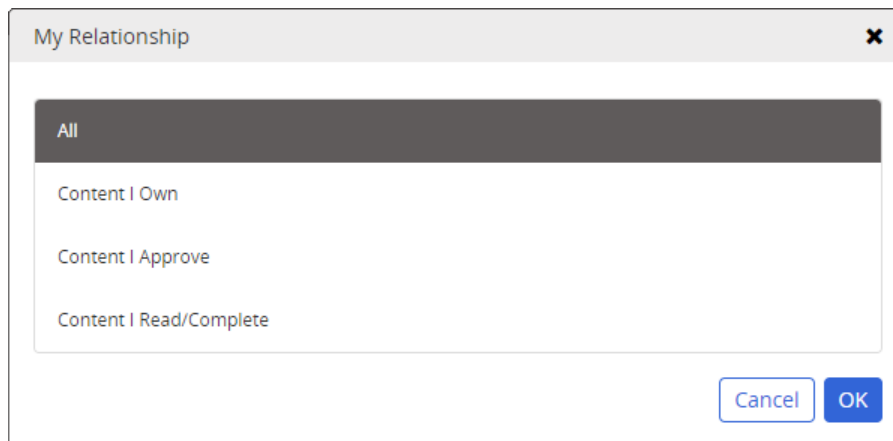 My Relationship
All
Content I Own
Content I Approve
Content I Read/Complete
Cancel OK